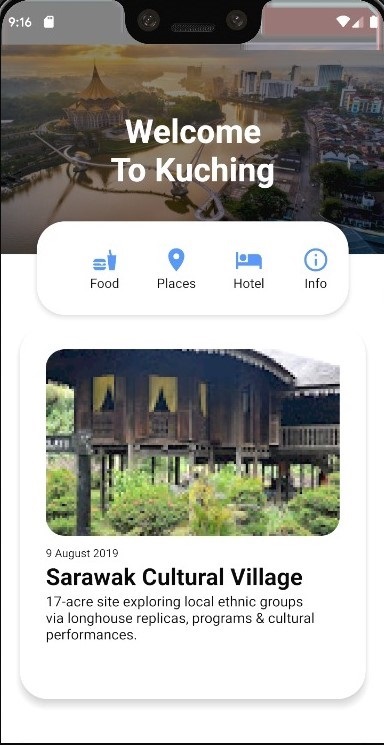 9:16
Welcome
To Kuching
Food Places Hotel Info
9 August 2019
Sarawak Cultural Village
17-acre site exploring local ethnic groups
via longhouse replicas, programs & cultural
performances.